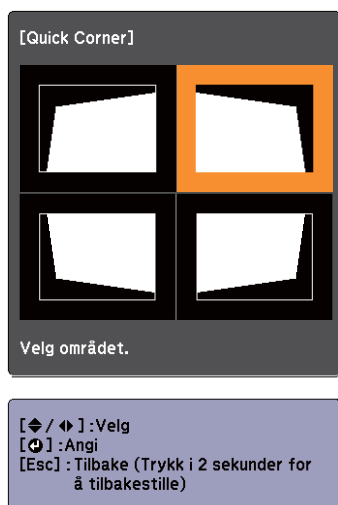 [Quick Corner]
Velg området.
[⬍/⬌] :Velg
[⏎] :Angi
[Esc] :Tilbake (Trykk i 2 sekunder for
å tilbakestille)